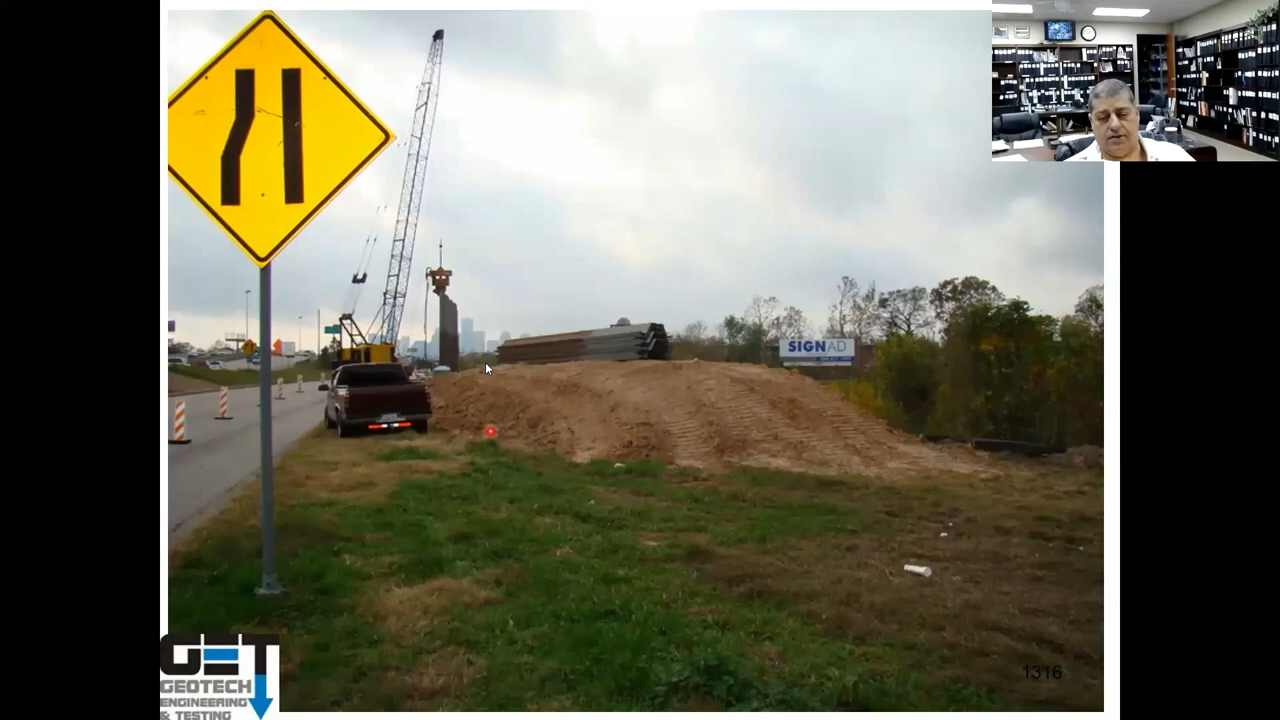 SIGNAD
GET
GEOTECH
ENGINEERING
& TESTING
1316